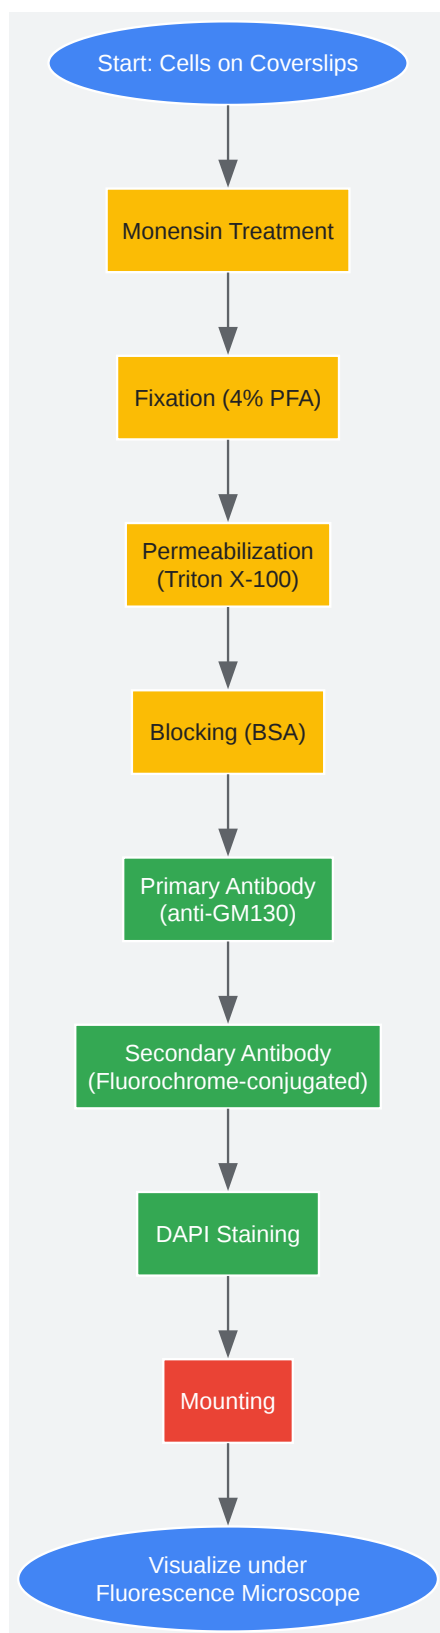 Start: Cells on Coverslips
Monensin Treatment
Fixation (4% PFA)
Permeabilization
(Triton X-100)
Blocking (BSA)
Primary Antibody
(anti-GM130)
Secondary Antibody
(Fluorochrome-conjugated)
DAPI Staining
Mounting
Visualize under
Fluorescence Microscope